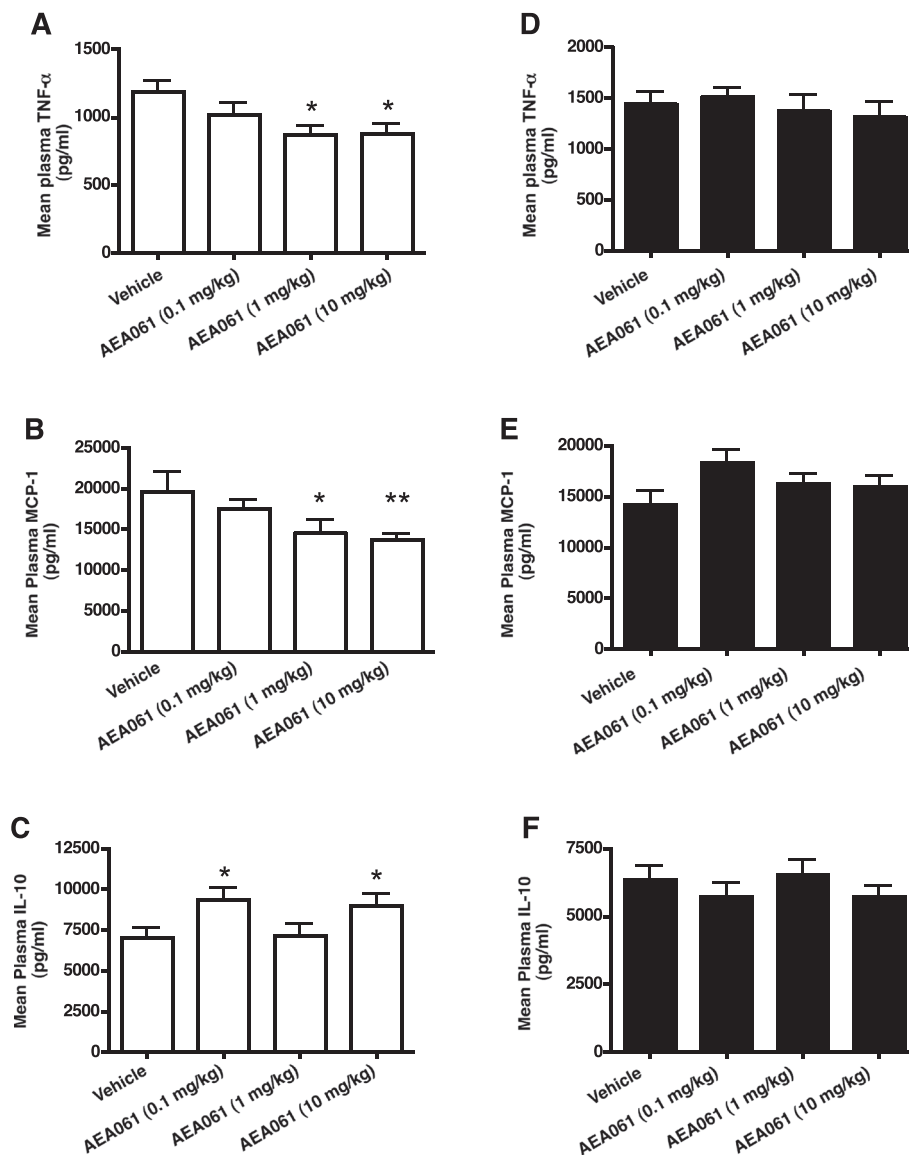 A
Mean plasma TNF-α
(pg/ml)
1500
1000
500
0
*
*
Vehicle
AEA061 (0.1 mg/kg)
AEA061 (1 mg/kg)
AEA061 (10 mg/kg)
D
Mean plasma TNF-α
(pg/ml)
2000
1500
1000
500
0
Vehicle
AEA061 (0.1 mg/kg)
AEA061 (1 mg/kg)
AEA061 (10 mg/kg)
B
Mean Plasma MCP-1
(pg/ml)
25000
20000
15000
10000
5000
0
*
**
Vehicle
AEA061 (0.1 mg/kg)
AEA061 (1 mg/kg)
AEA061 (10 mg/kg)
E
Mean Plasma MCP-1
(pg/ml)
20000
15000
10000
5000
0
Vehicle
AEA061 (0.1 mg/kg)
AEA061 (1 mg/kg)
AEA061 (10 mg/kg)
C
Mean Plasma IL-10
(pg/ml)
12500
10000
7500
5000
2500
0
*
*
Vehicle
AEA061 (0.1 mg/kg)
AEA061 (1 mg/kg)
AEA061 (10 mg/kg)
F
Mean Plasma IL-10
(pg/ml)
7500
5000
2500
0
Vehicle
AEA061 (0.1 mg/kg)
AEA061 (1 mg/kg)
AEA061 (10 mg/kg)